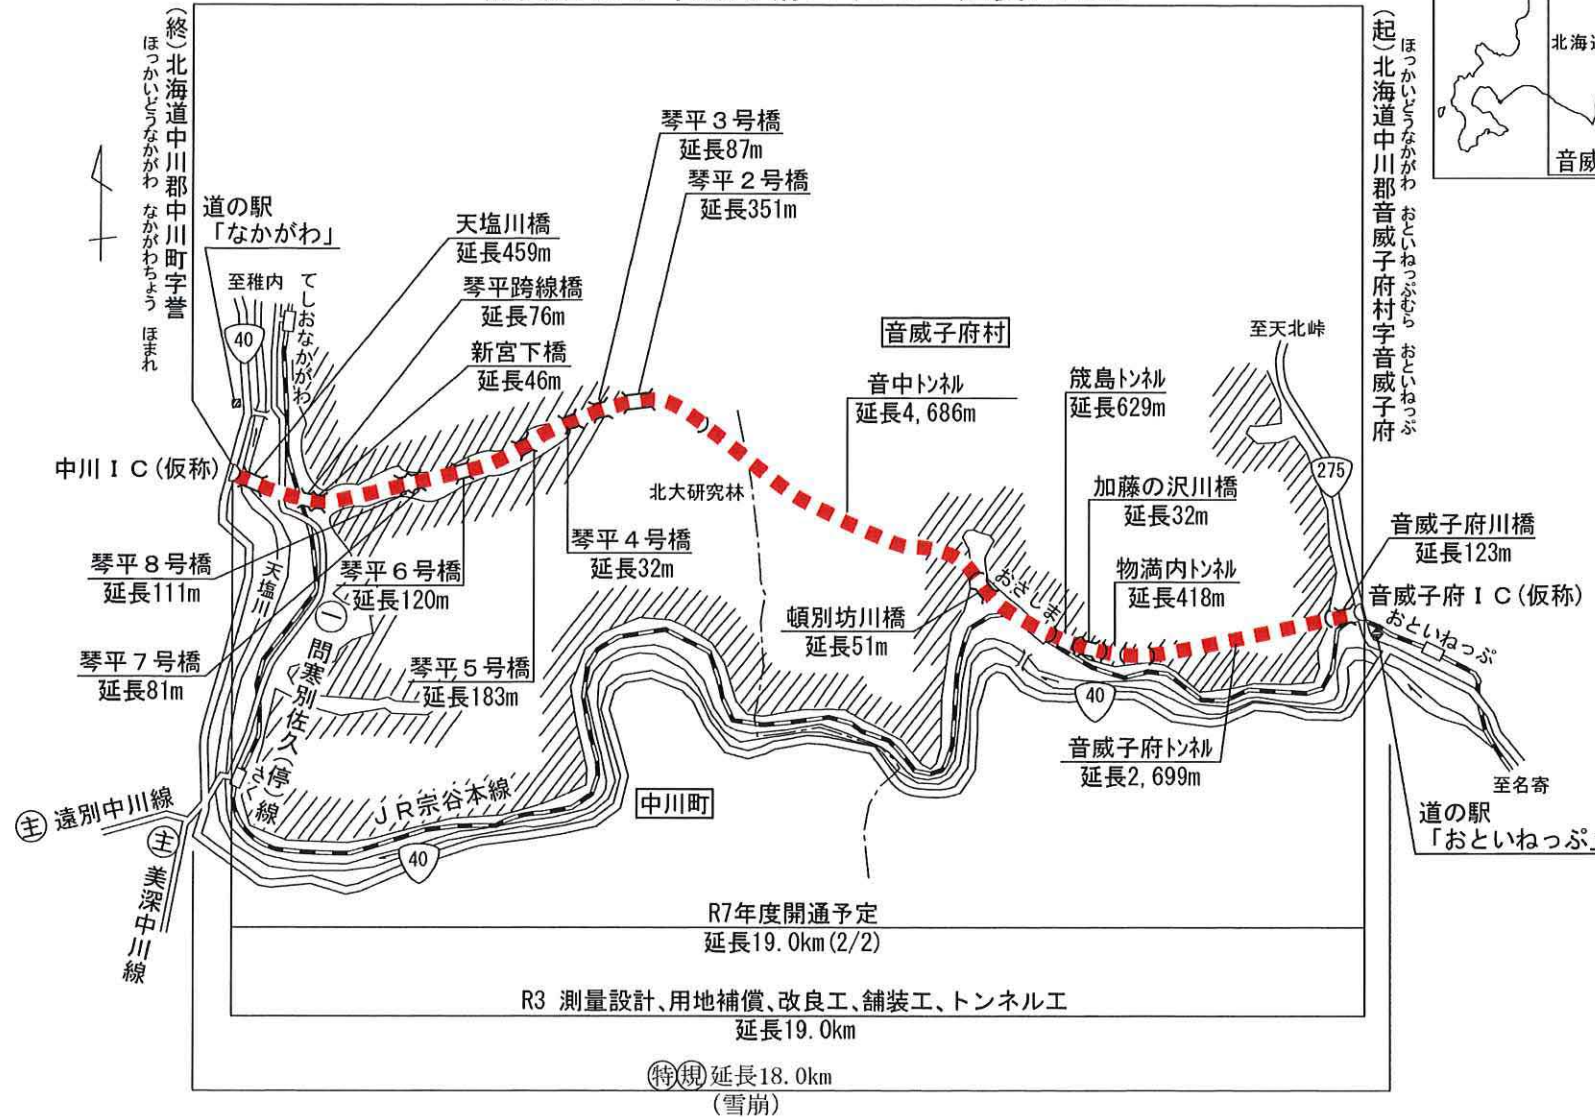 (終)北海道中川郡中川町字誉
ほっかいどうなかがわ なかがわちょう ほまれ
(起)北海道中川郡音威子府村字音威子府
ほっかいどうなかがわ おといねっぷむら おといねっぷ
北海道
音威
琴平3号橋
延長87m
琴平2号橋
延長351m
道の駅
「なかがわ」
天塩川橋
延長459m
至稚内
てしおなかがわ
琴平跨線橋
延長76m
40
新宮下橋
延長46m
音威子府村
至天北峠
音中トンネル
延長4,686m
筬島トンネル
延長629m
中川IC(仮称)
北大研究林
275
加藤の沢川橋
延長32m
音威子府川橋
延長123m
琴平4号橋
延長32m
琴平8号橋
延長111m
天塩川
琴平6号橋
延長120m
おさしま
物満内トンネル
延長418m
音威子府IC(仮称)
おといねっぷ
頓別坊川橋
延長51m
琴平7号橋
延長81m
一 問寒別佐久(停)線
琴平5号橋
延長183m
40
音威子府トンネル
延長2,699m
至名寄
さく
主 遠別中川線
JR宗谷本線
中川町
道の駅
「おといねっぷ」
主 美深中川線
40
R7年度開通予定
延長19.0km(2/2)
R3 測量設計、用地補償、改良工、舗装工、トンネル工
延長19.0km
特規 延長18.0km
(雪崩)